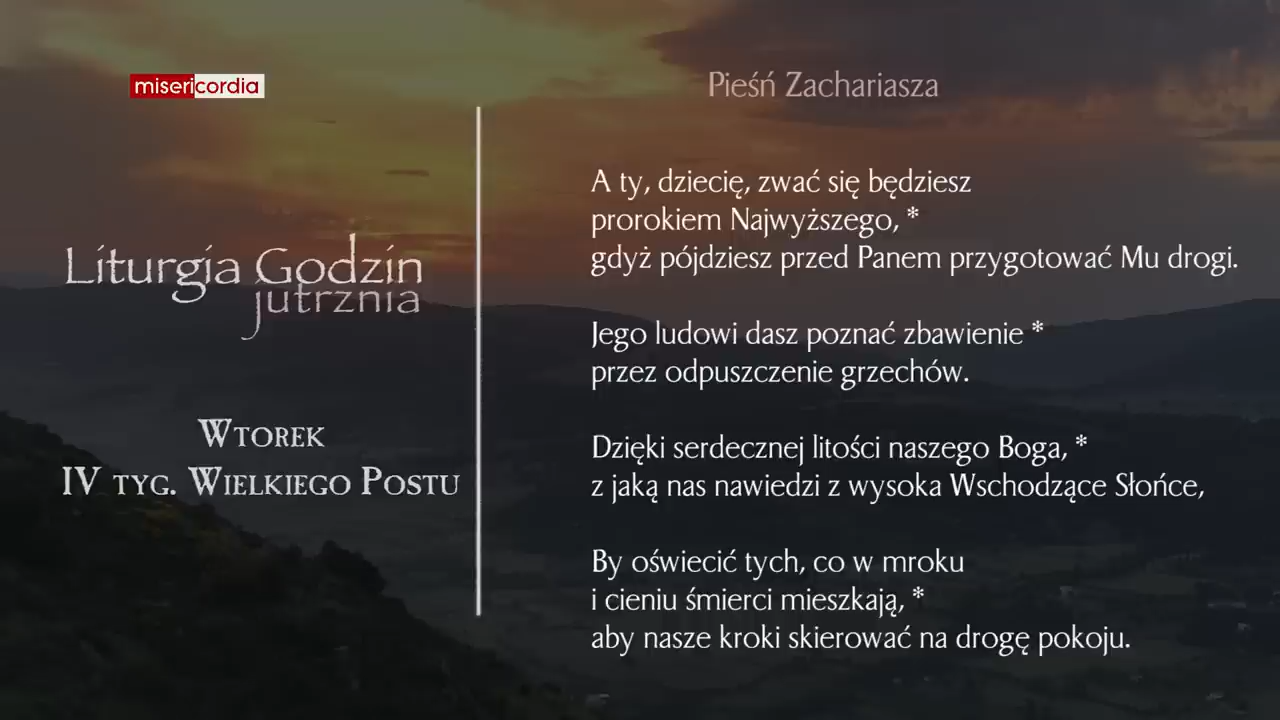 misericordia
Liturgia Godzin
jutrznia
Wtorek
IV tyg. Wielkiego Postu
Pieśń Zachariasza
A ty, dziecię, zwać się będziesz
prorokiem Najwyższego, *
gdyż pójdziesz przed Panem przygotować Mu drogi.
Jego ludowi dasz poznać zbawienie *
przez odpuszczenie grzechów.
Dzięki serdecznej litości naszego Boga, *
z jaką nas nawiedzi z wysoka Wschodzące Słońce,
By oświecić tych, co w mroku
i cieniu śmierci mieszkają, *
aby nasze kroki skierować na drogę pokoju.